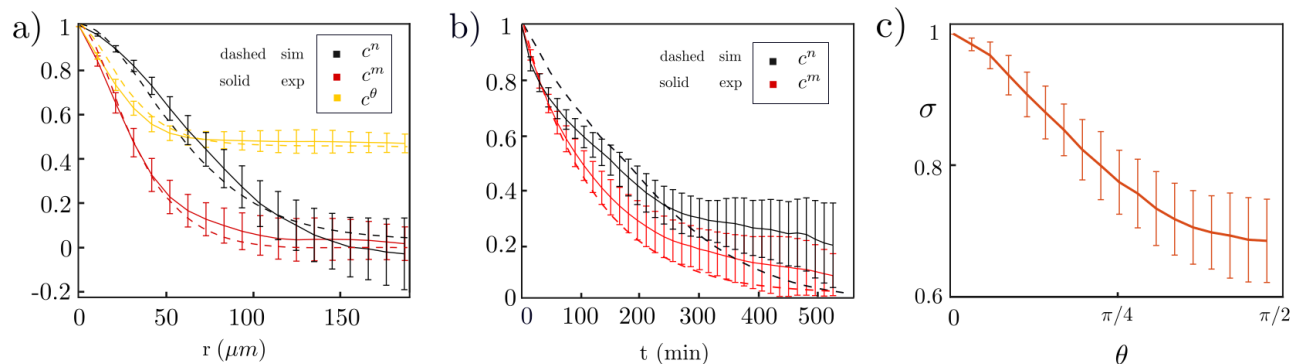 a)
1
0.8
0.6
0.4
0.2
0
-0.2
dashed sim
solid exp
c^n
c^m
c^θ
0 50 100 150
r (μm)
b)
1
0.8
0.6
0.4
0.2
0
dashed sim
solid exp
c^n
c^m
0 100 200 300 400 500
t (min)
c)
1
σ
0.8
0.6
0 π/4 π/2
θ